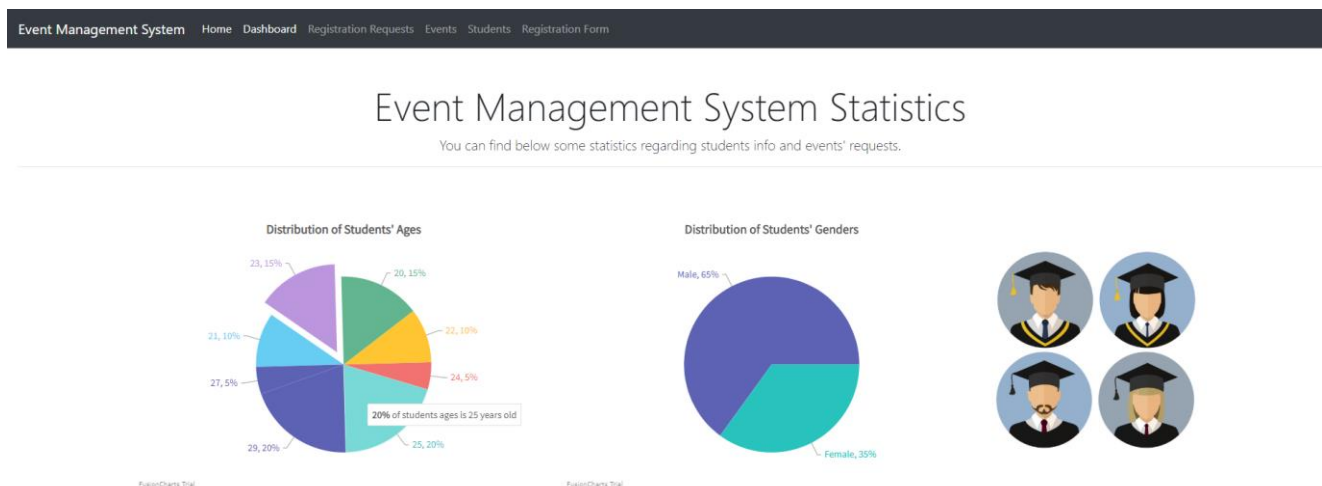 Event Management System Home Dashboard Registration Requests Events Students Registration Form
Event Management System Statistics
You can find below some statistics regarding students info and events' requests.
Distribution of Students' Ages
23, 15%
20, 15%
21, 10%
22, 10%
27, 5%
24, 5%
20% of students ages is 25 years old
29, 20%
25, 20%
FusionCharts Trial
Distribution of Students' Genders
Male, 65%
Female, 35%
FusionCharts Trial